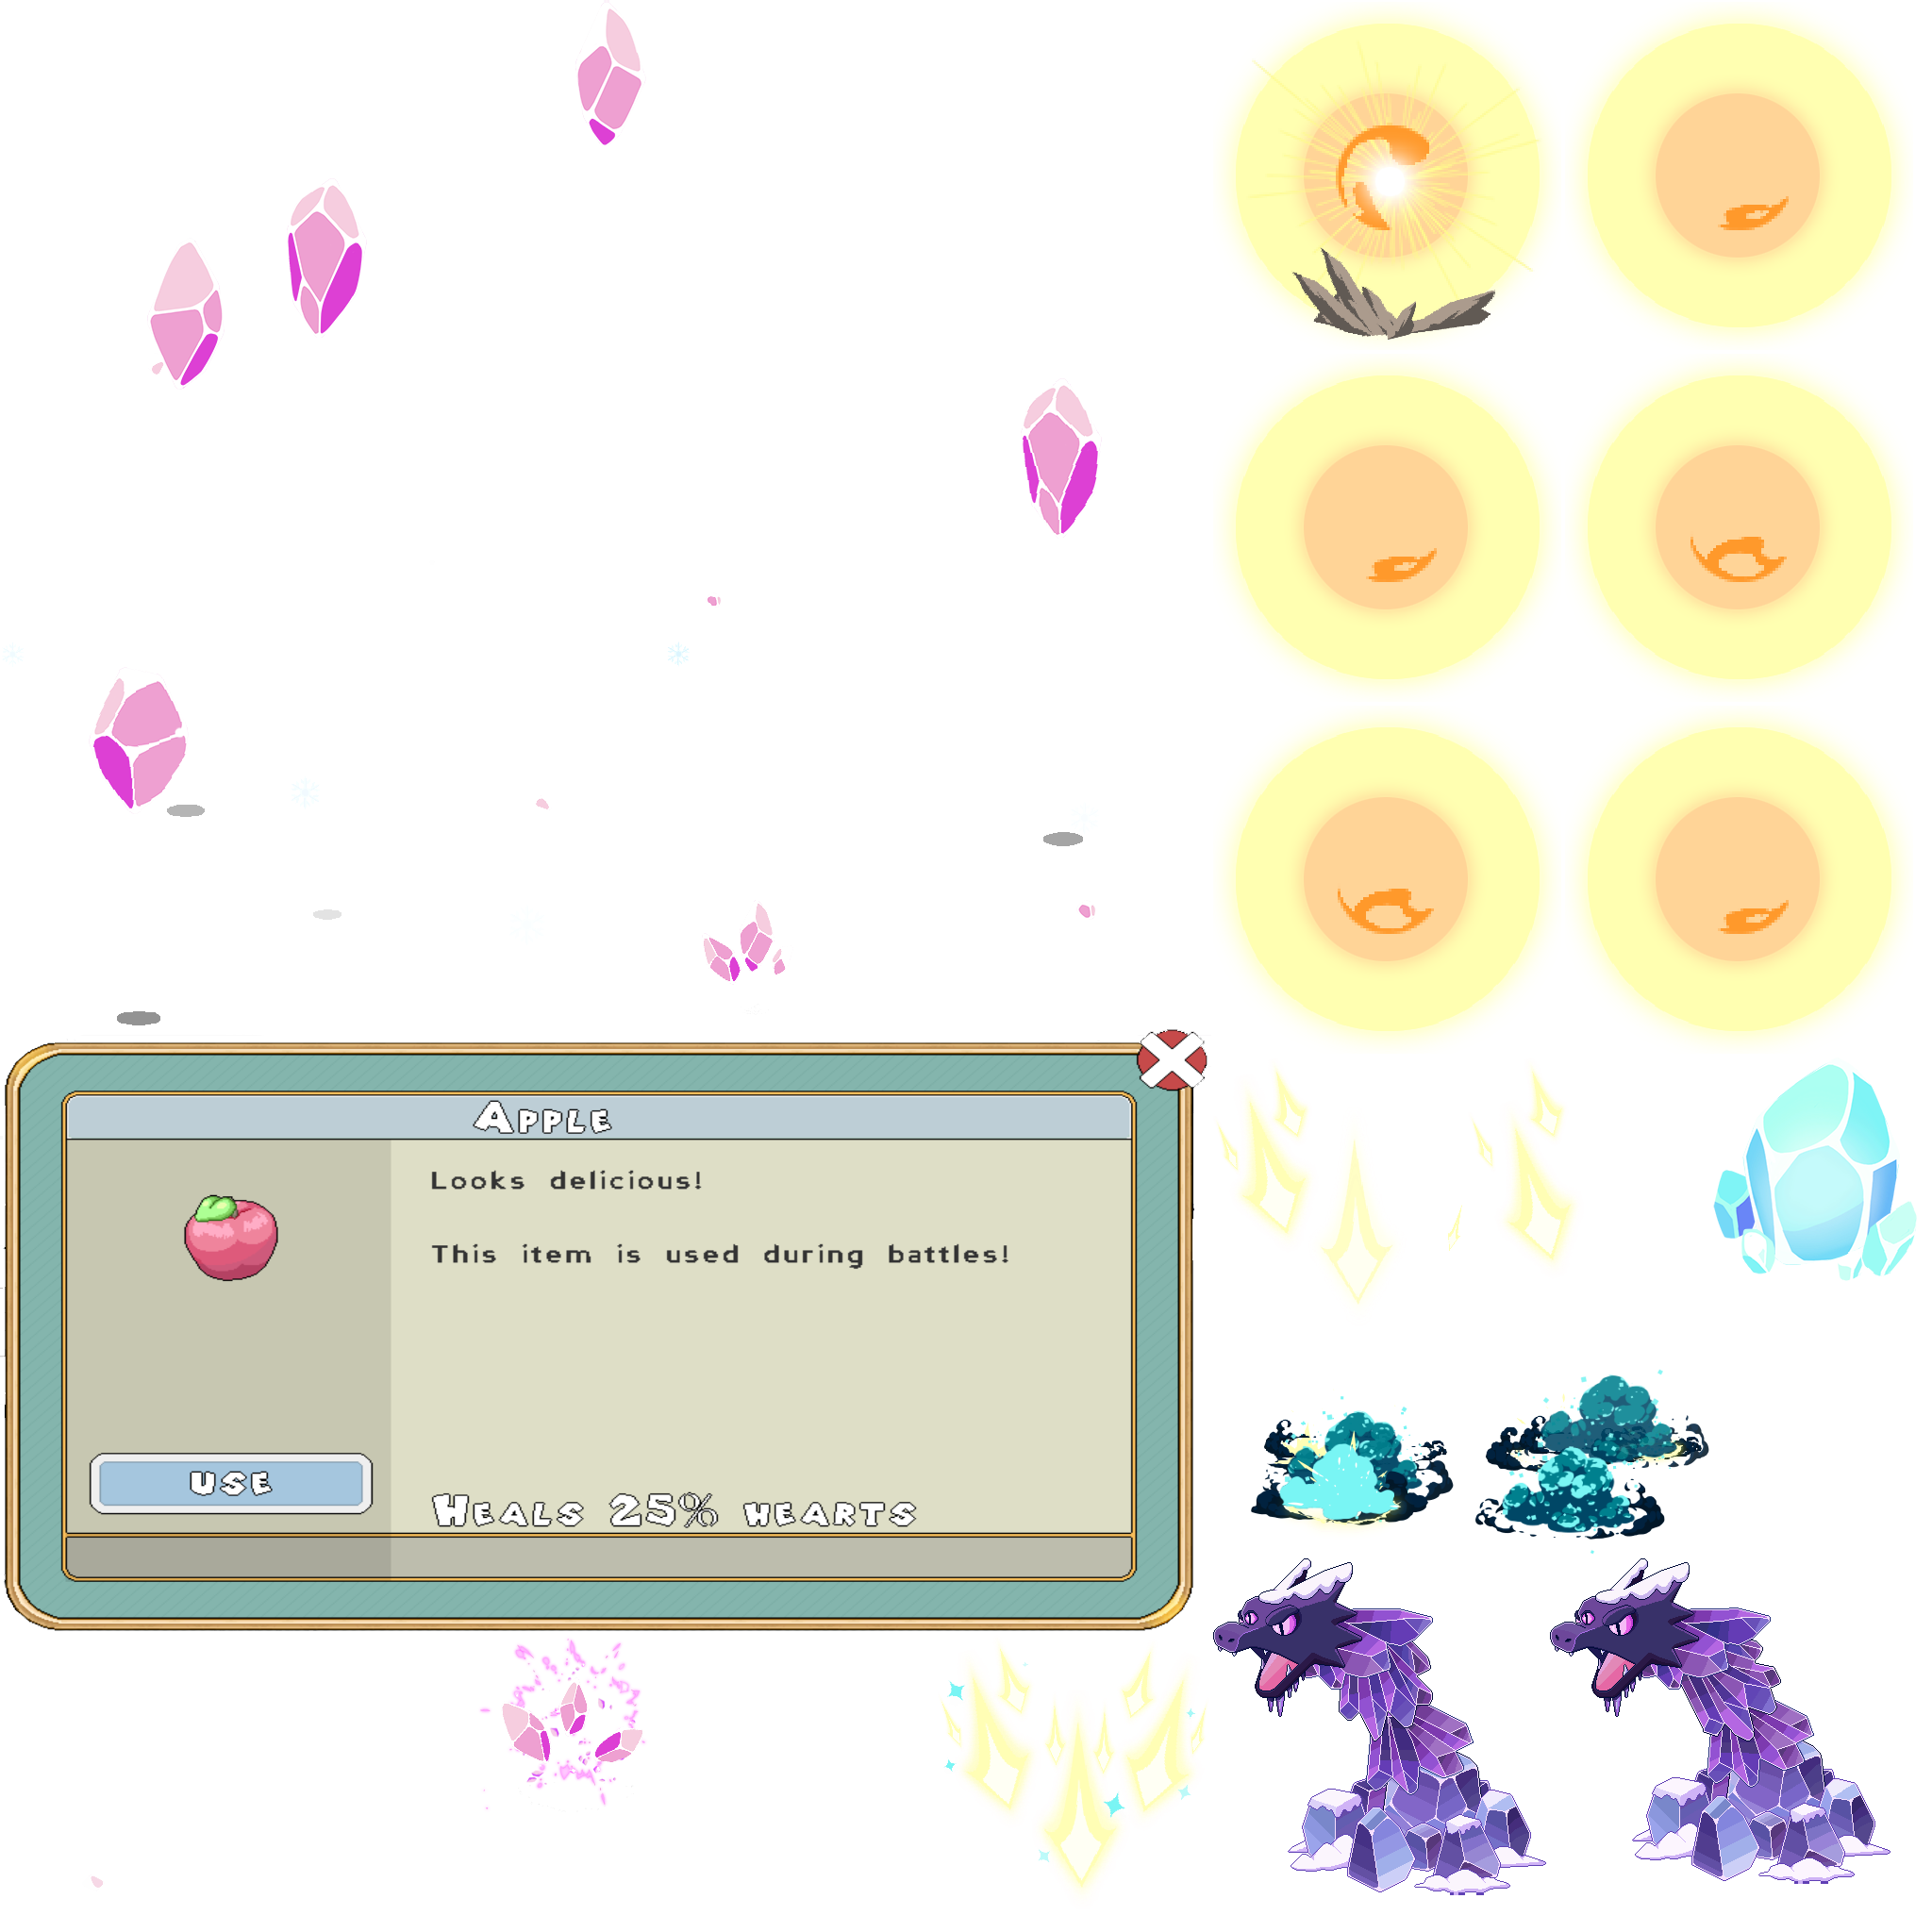 Apple
Looks delicious!
This item is used during battles!
USE
Heals 25% hearts